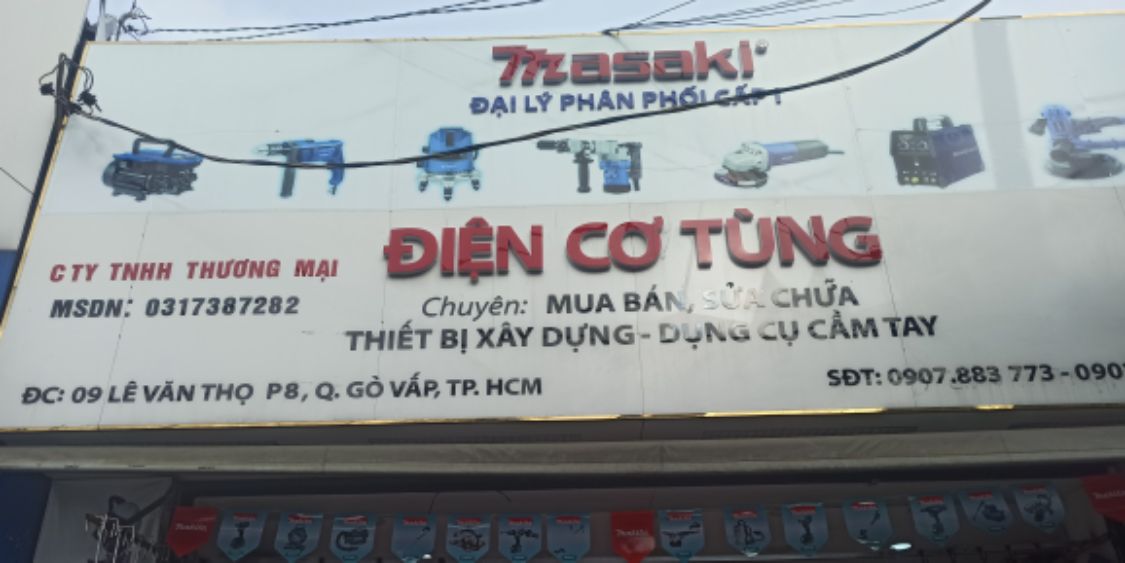 masaki
ĐẠI LÝ PHÂN PHỐI CẤP 1
ĐIỆN CƠ TÙNG
C TY TNHH THƯƠNG MẠI
MSDN: 0317387282
Chuyên: MUA BÁN, SỬA CHỮA
THIẾT BỊ XÂY DỰNG - DỤNG CỤ CẦM TAY
ĐC: 09 LÊ VĂN THỌ P8, Q. GÒ VẤP, TP. HCM
SĐT: 0907.883 773 - 090